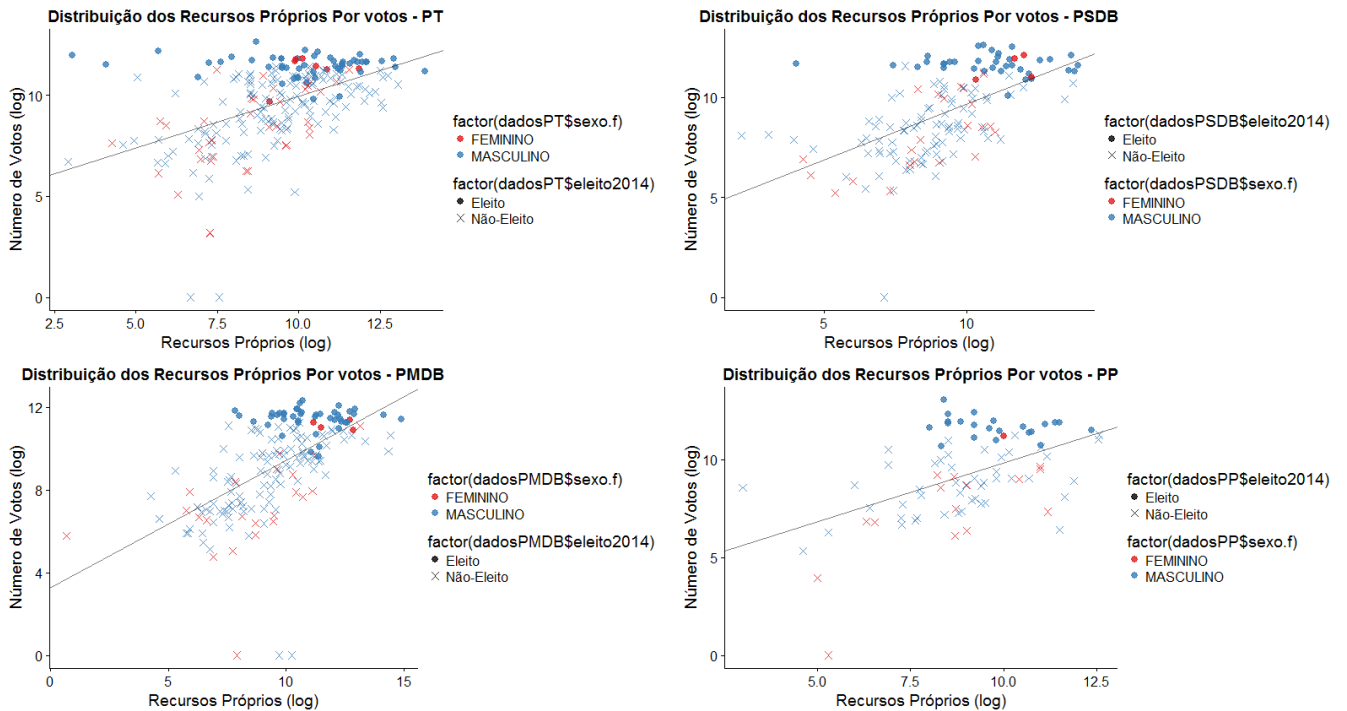 Distribuição dos Recursos Próprios Por votos - PT
Número de Votos (log)
10
5
0
2.5
5.0
7.5
10.0
12.5
Recursos Próprios (log)
factor(dadosPT$sexo.f)
FEMININO
MASCULINO
factor(dadosPT$eleito2014)
Eleito
Não-Eleito
Distribuição dos Recursos Próprios Por votos - PSDB
Número de Votos (log)
10
5
0
5
10
Recursos Próprios (log)
factor(dadosPSDB$eleito2014)
Eleito
Não-Eleito
factor(dadosPSDB$sexo.f)
FEMININO
MASCULINO
Distribuição dos Recursos Próprios Por votos - PMDB
Número de Votos (log)
12
8
4
0
0
5
10
15
Recursos Próprios (log)
factor(dadosPMDB$sexo.f)
FEMININO
MASCULINO
factor(dadosPMDB$eleito2014)
Eleito
Não-Eleito
Distribuição dos Recursos Próprios Por votos - PP
Número de Votos (log)
10
5
0
5.0
7.5
10.0
12.5
Recursos Próprios (log)
factor(dadosPP$eleito2014)
Eleito
Não-Eleito
factor(dadosPP$sexo.f)
FEMININO
MASCULINO